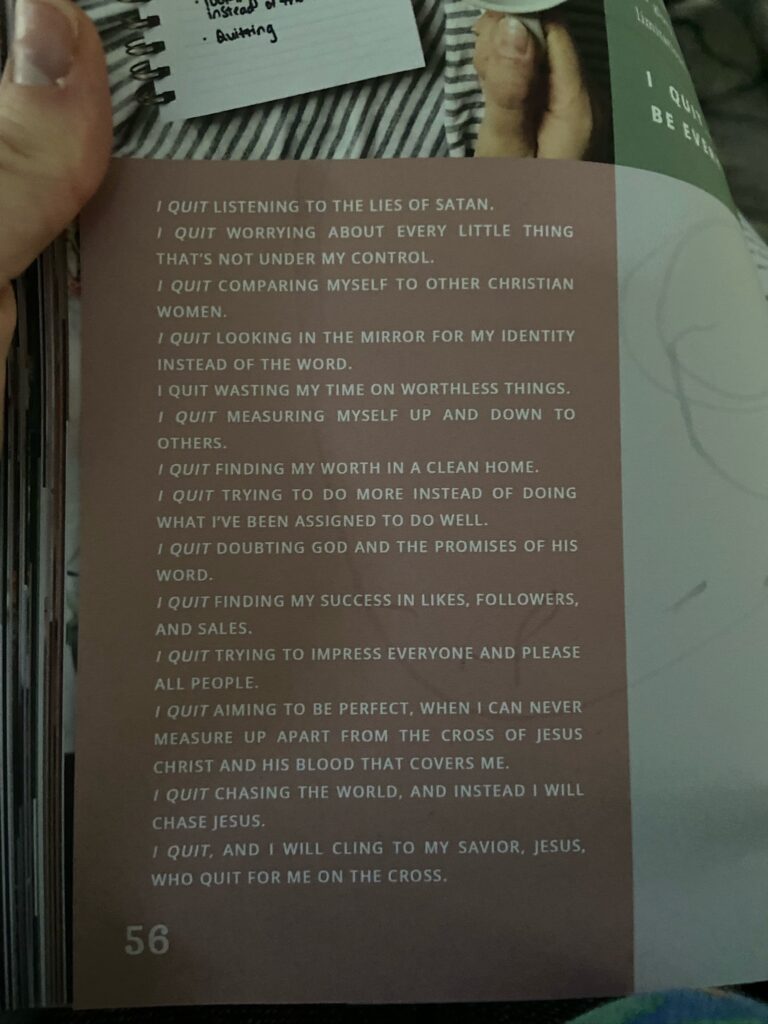 instead of
• Quitting
I QUIT
BE EVER
I QUIT LISTENING TO THE LIES OF SATAN.
I QUIT WORRYING ABOUT EVERY LITTLE THING
THAT'S NOT UNDER MY CONTROL.
I QUIT COMPARING MYSELF TO OTHER CHRISTIAN
WOMEN.
I QUIT LOOKING IN THE MIRROR FOR MY IDENTITY
INSTEAD OF THE WORD.
I QUIT WASTING MY TIME ON WORTHLESS THINGS.
I QUIT MEASURING MYSELF UP AND DOWN TO
OTHERS.
I QUIT FINDING MY WORTH IN A CLEAN HOME.
I QUIT TRYING TO DO MORE INSTEAD OF DOING
WHAT I'VE BEEN ASSIGNED TO DO WELL.
I QUIT DOUBTING GOD AND THE PROMISES OF HIS
WORD.
I QUIT FINDING MY SUCCESS IN LIKES, FOLLOWERS,
AND SALES.
I QUIT TRYING TO IMPRESS EVERYONE AND PLEASE
ALL PEOPLE.
I QUIT AIMING TO BE PERFECT, WHEN I CAN NEVER
MEASURE UP APART FROM THE CROSS OF JESUS
CHRIST AND HIS BLOOD THAT COVERS ME.
I QUIT CHASING THE WORLD, AND INSTEAD I WILL
CHASE JESUS.
I QUIT, AND I WILL CLING TO MY SAVIOR, JESUS,
WHO QUIT FOR ME ON THE CROSS.
56